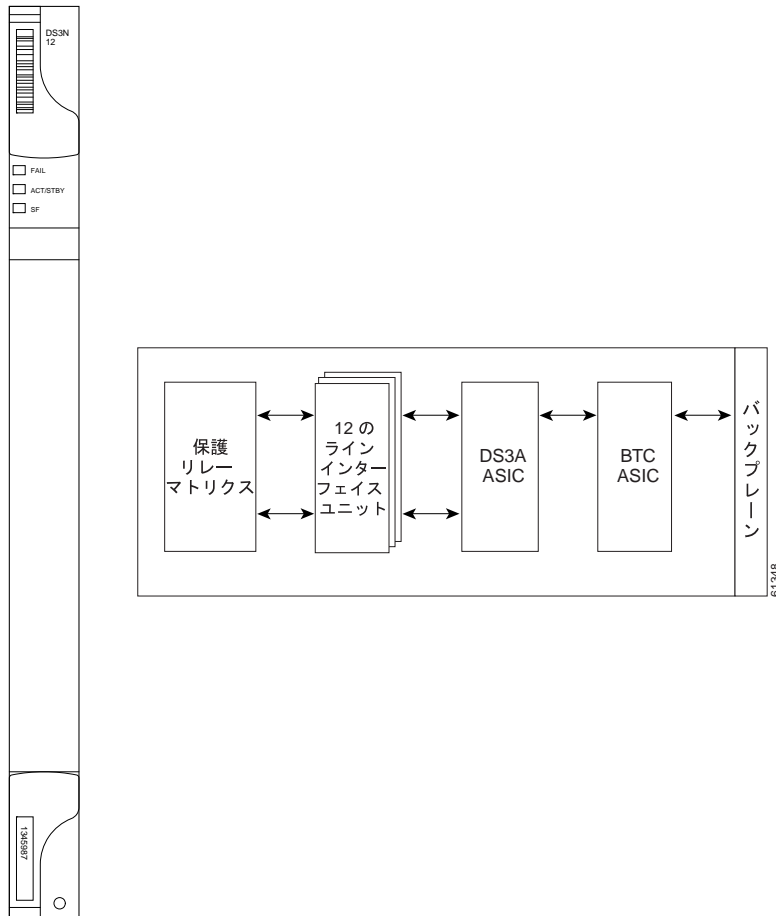 DS3N
12
FAIL
ACT/STBY
SF
保護
リレー
マトリクス
12 の
ライン
インター
フェイス
ユニット
DS3A
ASIC
BTC
ASIC
バックプレーン
61348
1345987